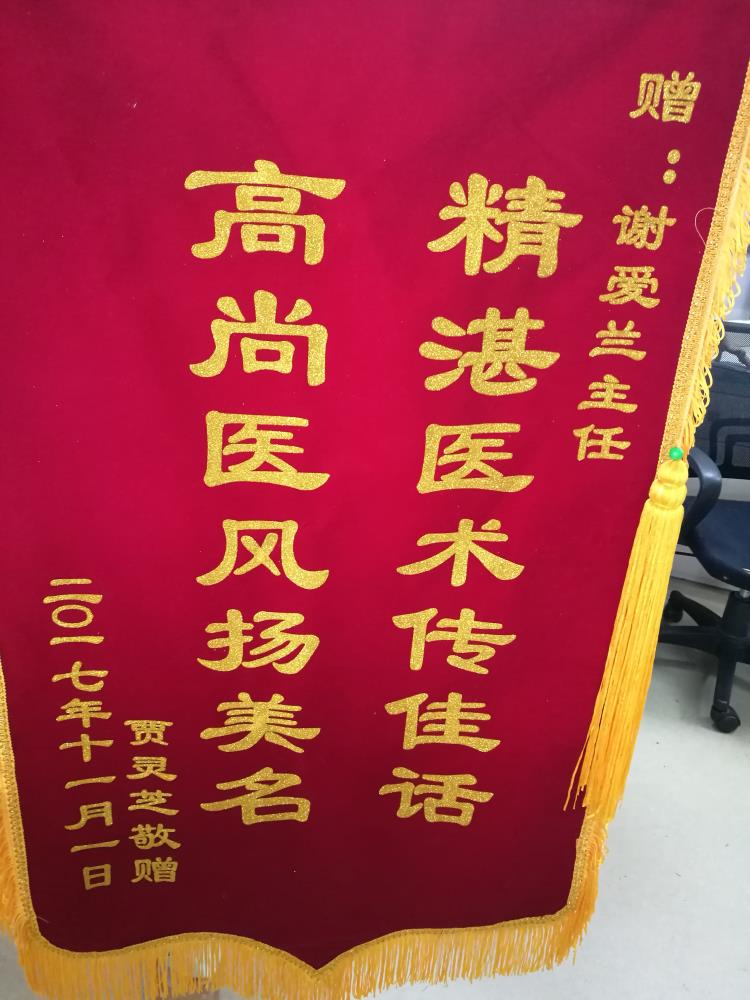 赠：谢爱兰主任
精湛医术传佳话
高尚医风扬美名
贾灵芝敬赠
二〇一七年十一月一日